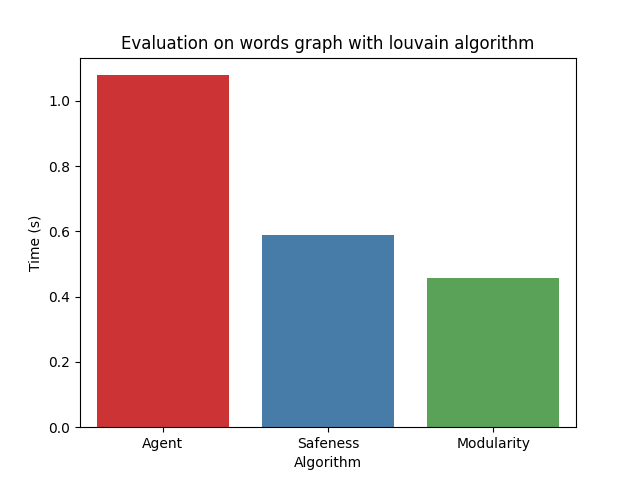 Evaluation on words graph with louvain algorithm
1.0
0.8
0.6
0.4
0.2
0.0
Time (s)
Agent
Safeness
Modularity
Algorithm